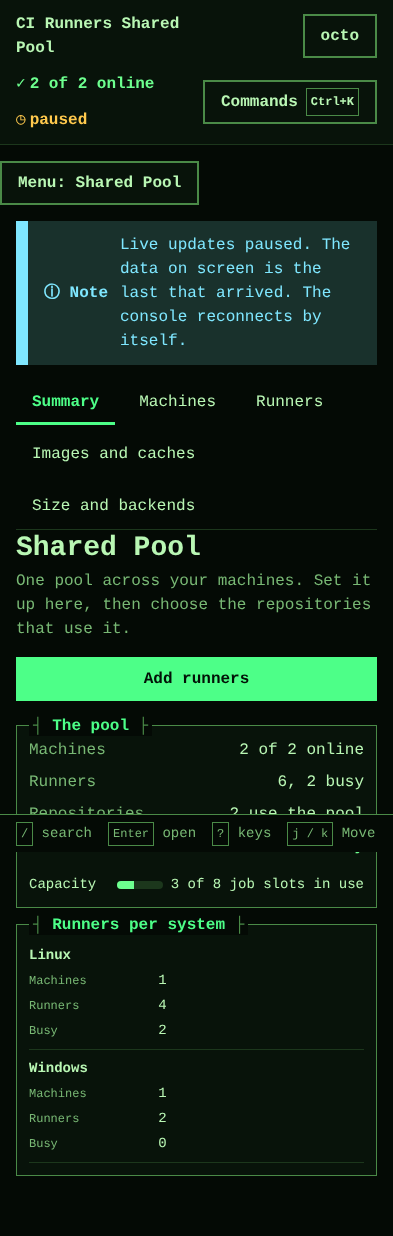 CI Runners Shared Pool
octo
✓ 2 of 2 online
◷ paused
Commands Ctrl+K
Menu: Shared Pool
ⓘ Note
Live updates paused. The
data on screen is the
last that arrived. The
console reconnects by
itself.
Summary Machines Runners
Images and caches
Size and backends
Shared Pool
One pool across your machines. Set it
up here, then choose the repositories
that use it.
Add runners
┤ The pool ├
Machines 2 of 2 online
Runners 6, 2 busy
Repositories 2 use the pool
/ search Enter open ? keys j / k Move
Capacity 3 of 8 job slots in use
┤ Runners per system ├
Linux
Machines 1
Runners 4
Busy 2
Windows
Machines 1
Runners 2
Busy 0